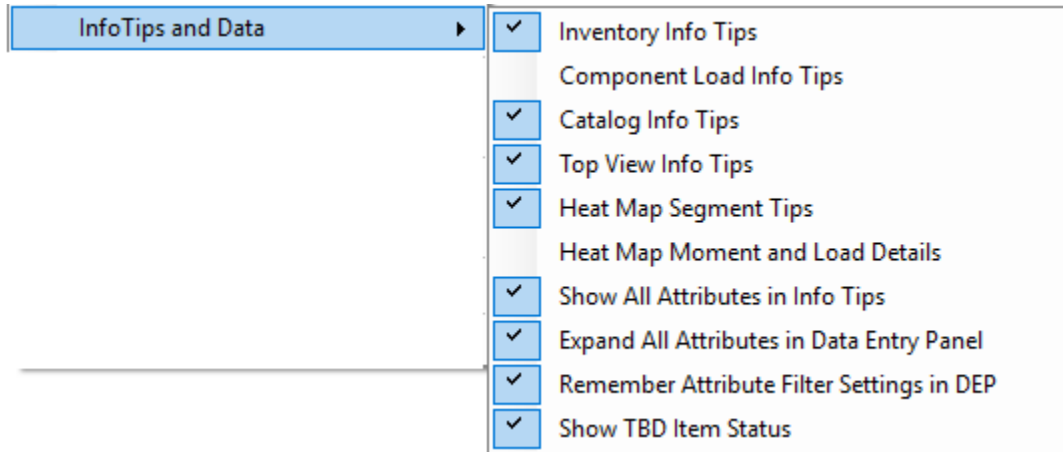 InfoTips and Data
Inventory Info Tips
Component Load Info Tips
Catalog Info Tips
Top View Info Tips
Heat Map Segment Tips
Heat Map Moment and Load Details
Show All Attributes in Info Tips
Expand All Attributes in Data Entry Panel
Remember Attribute Filter Settings in DEP
Show TBD Item Status